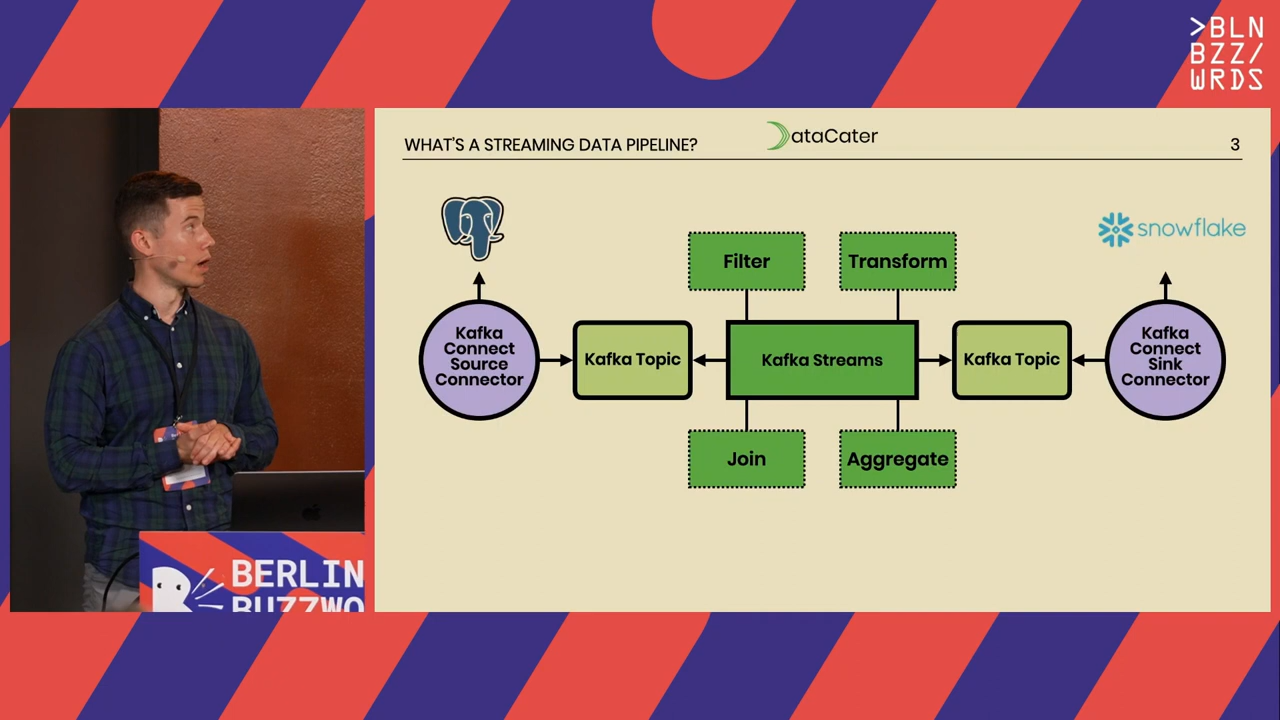 >BLN
BZZ/
WRDS
WHAT'S A STREAMING DATA PIPELINE?
DataCater
3
snowflake
Filter
Transform
Kafka
Connect
Source
Connector
Kafka Topic
Kafka Streams
Kafka Topic
Kafka
Connect
Sink
Connector
Join
Aggregate
BERLIN
BUZZWO